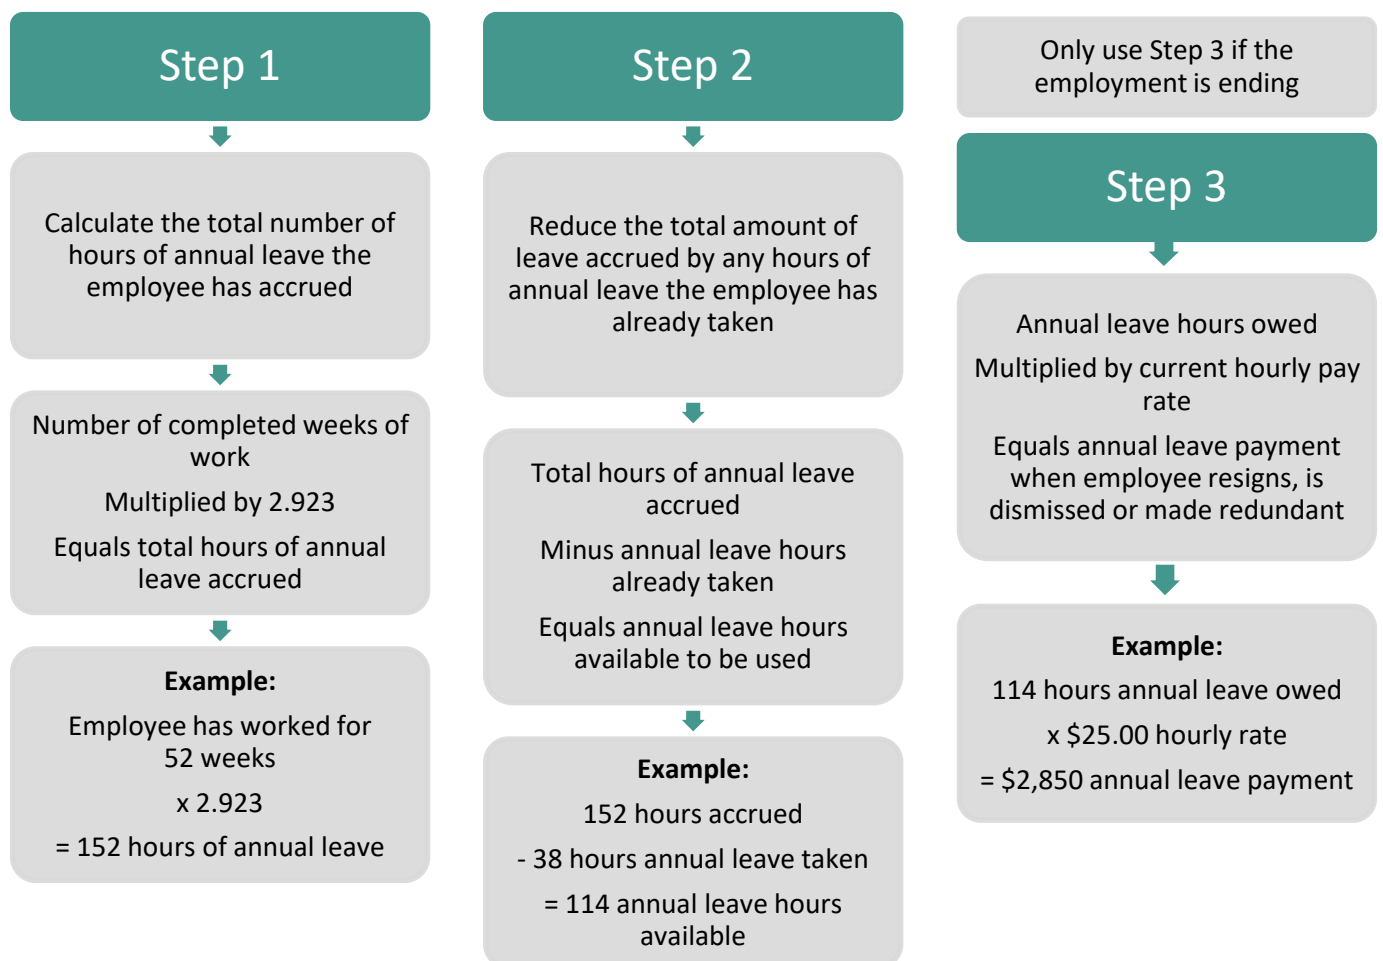 Step 1
Calculate the total number of
hours of annual leave the
employee has accrued
Number of completed weeks of
work
Multiplied by 2.923
Equals total hours of annual
leave accrued
Example:
Employee has worked for
52 weeks
x 2.923
= 152 hours of annual leave
Step 2
Reduce the total amount of
leave accrued by any hours of
annual leave the employee has
already taken
Total hours of annual leave
accrued
Minus annual leave hours
already taken
Equals annual leave hours
available to be used
Example:
152 hours accrued
- 38 hours annual leave taken
= 114 annual leave hours
available
Only use Step 3 if the
employment is ending
Step 3
Annual leave hours owed
Multiplied by current hourly pay
rate
Equals annual leave payment
when employee resigns, is
dismissed or made redundant
Example:
114 hours annual leave owed
x $25.00 hourly rate
= $2,850 annual leave payment